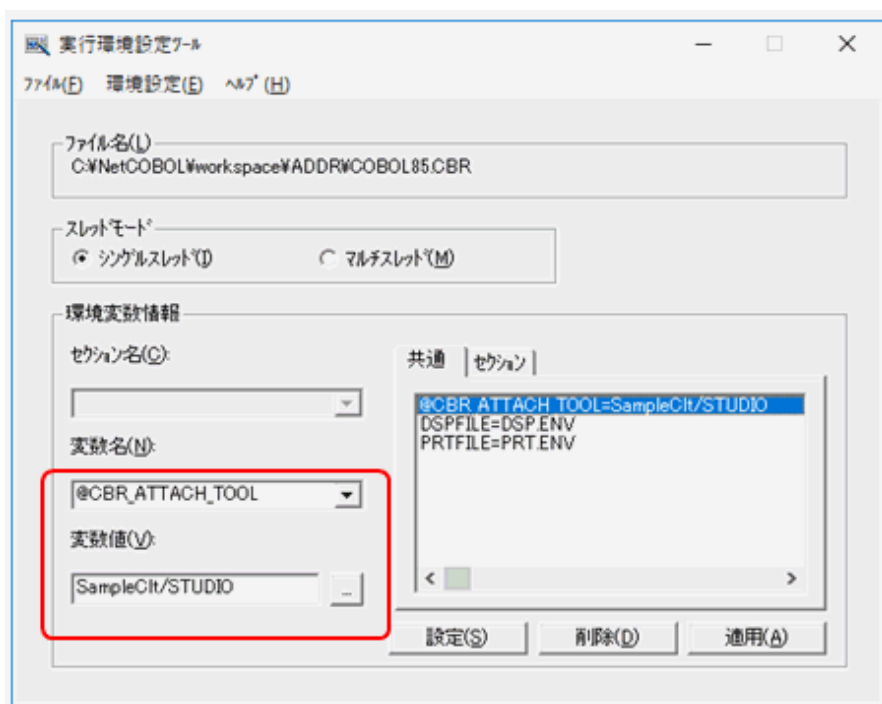 実行環境設定ﾂｰﾙ
ﾌｧｲﾙ(F) 環境設定(E) ﾍﾙﾌﾟ(H)
ﾌｧｲﾙ名(L)
C:¥NetCOBOL¥workspace¥ADDR¥COBOL85.CBR
ｽﾚｯﾄﾞﾓｰﾄﾞ
ｼﾝｸﾞﾙｽﾚｯﾄﾞ(I) ﾏﾙﾁｽﾚｯﾄﾞ(M)
環境変数情報
ｾｸｼｮﾝ名(C):
共通 ｾｸｼｮﾝ
@CBR_ATTACH_TOOL=SampleClt/STUDIO
DSPFILE=DSP.ENV
PRTFILE=PRT.ENV
変数名(N):
@CBR_ATTACH_TOOL
変数値(V):
SampleClt/STUDIO ...
設定(S) 削除(D) 適用(A)